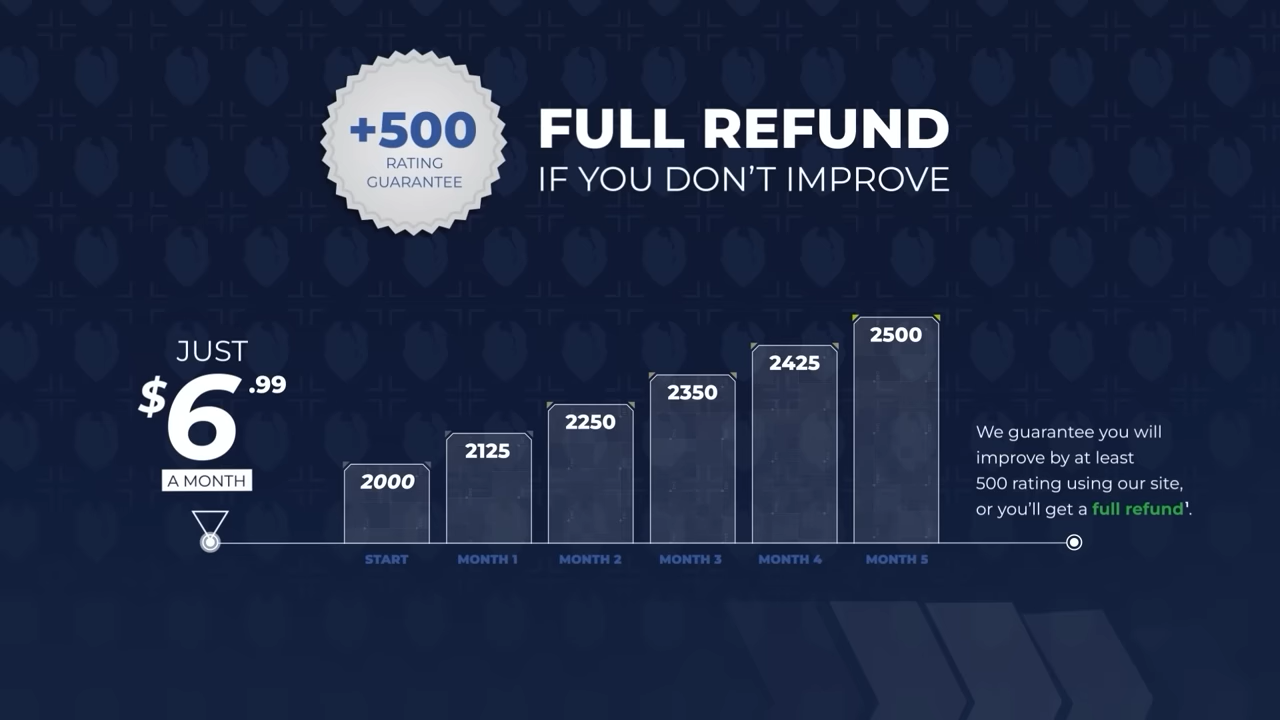 +500
RATING
GUARANTEE
FULL REFUND
IF YOU DON'T IMPROVE
JUST
$6.99
A MONTH
2000
2125
2250
2350
2425
2500
START
MONTH 1
MONTH 2
MONTH 3
MONTH 4
MONTH 5
We guarantee you will
improve by at least
500 rating using our site,
or you'll get a full refund¹.